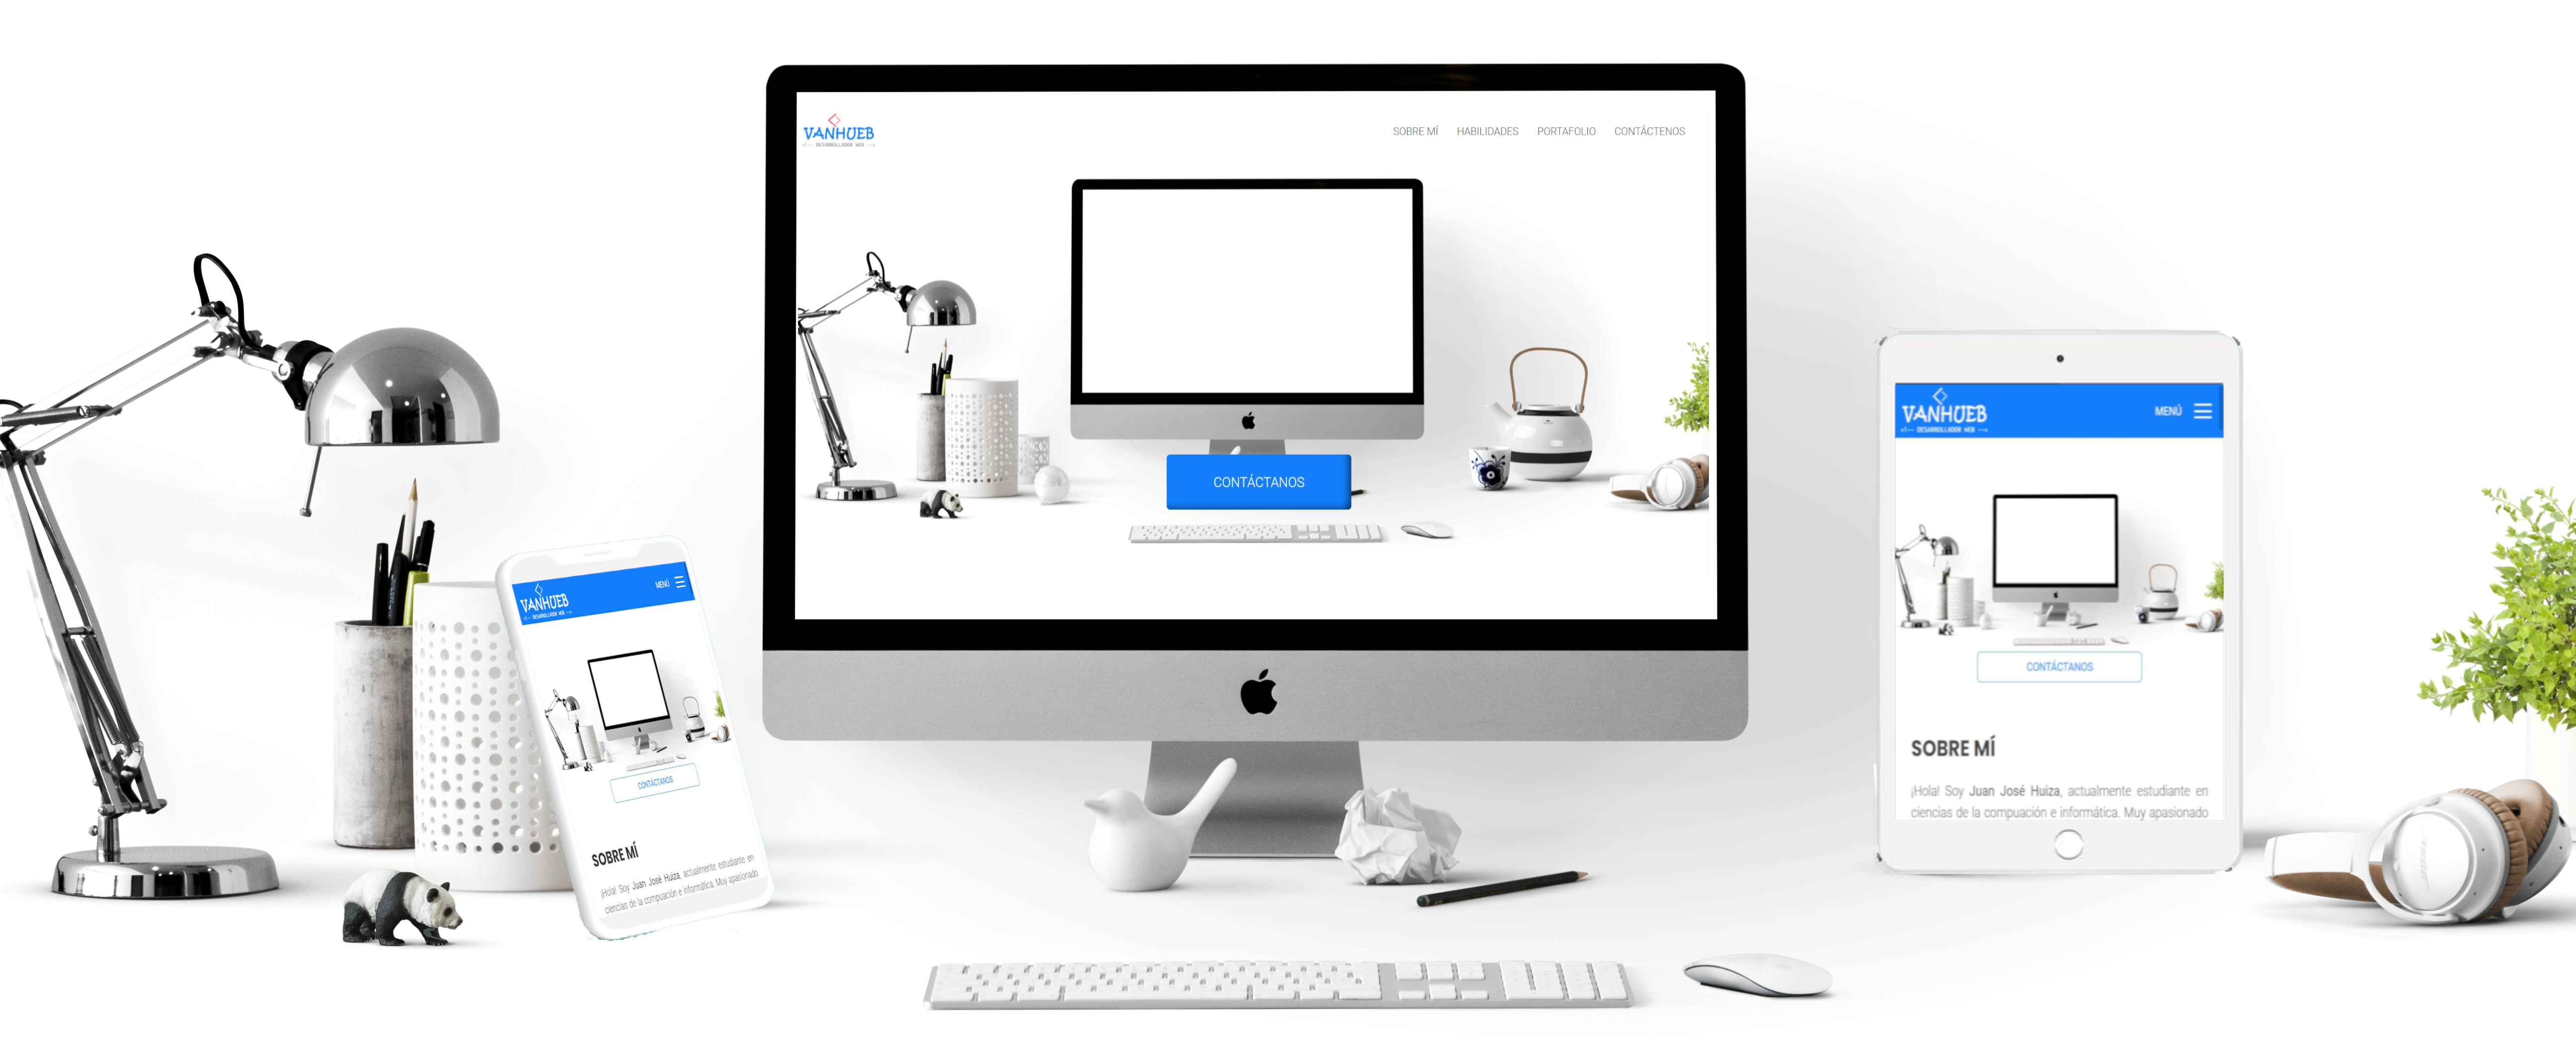 VANHUEB
<!-- DESARROLLADOR WEB -->
SOBRE MÍ HABILIDADES PORTAFOLIO CONTÁCTENOS
CONTÁCTANOS
VANHUEB
<!-- DESARROLLADOR WEB -->
MENÚ
CONTÁCTANOS
SOBRE MÍ
¡Hola! Soy Juan José Huiza, actualmente estudiante en
ciencias de la compuación e informática. Muy apasionado
VANHUEB
<!-- DESARROLLADOR WEB -->
MENÚ
CONTÁCTANOS
SOBRE MÍ
¡Hola! Soy Juan José Huiza, actualmente estudiante en
ciencias de la compuación e informática. Muy apasionado
BOSE